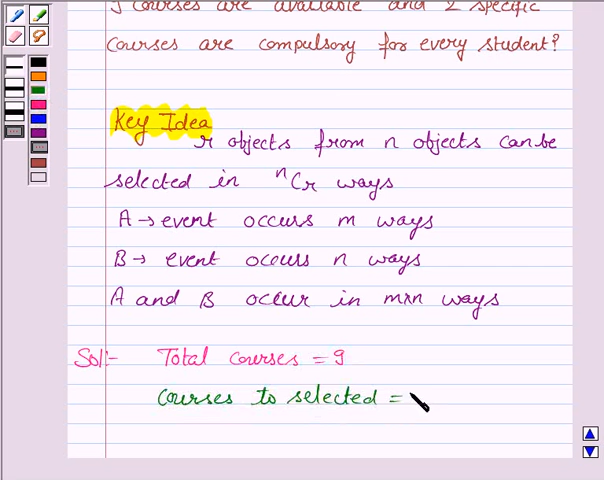 courses are available and 2 specific
courses are compulsory for every student?
Key Idea
r objects from n objects can be
selected in ⁿCr ways
A → event occurs m ways
B → event occurs n ways
A and B occur in m×n ways
Sol:- Total courses = 9
Courses to selected =